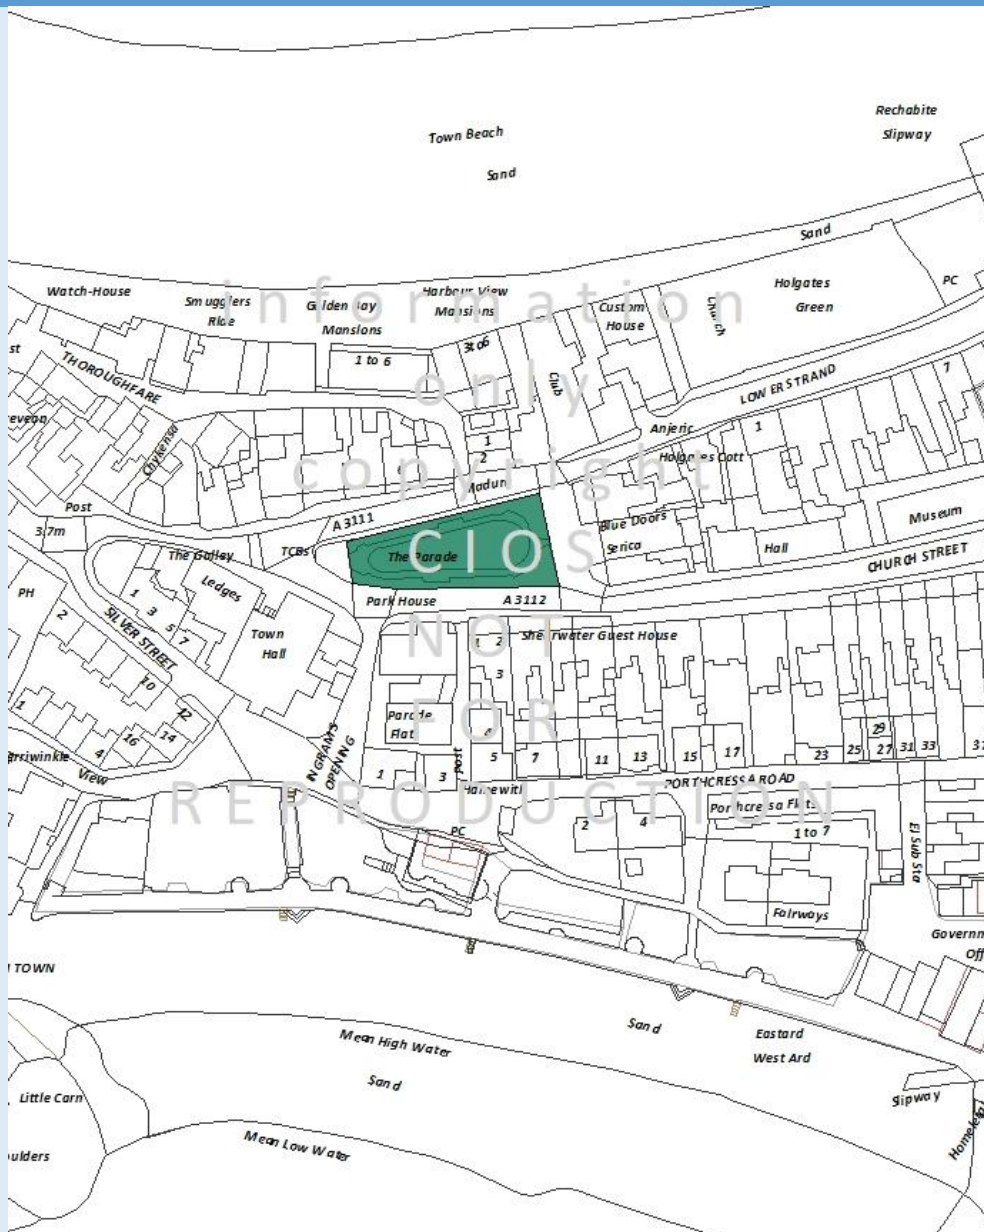 Rechabite
Slipway
Town Beach
Sand
Sand
Watch-House
Smugglers
Ride
Golden Bay
Mansions
Harbour View
Mansions
Custom
House
Church
Holgates
Green
PC
information
1 to 6
3 to 6
THOROUGHFARE
Club
only
LOWER STRAND
7
Chykensa
Anjeric
1
1
2
Holgates Cott
copyright
Madura
Post
3.7m
A 3111
Blue Doors
Museum
The Galley
TCBs
The Parade
CIOS
Serica
Hall
CHURCH STREET
PH
Ledges
1
3
5
7
2
Park House
A 3112
SILVER STREET
Town
Hall
NOT
1
2
Shearwater Guest House
3
10
12
14
16
1
4
FOR
Parade
Flat
4
INGRAMS
OPENING
1
3
Post
5
7
11
13
15
17
23
25
29
27
31
33
View
Hamewith
PORTHCRESSA ROAD
REPRODUCTION
Porthcressa Flats
1 to 7
PC
2
4
El Sub Sta
Fairways
TOWN
Sand
Mean High Water
Eastard
West Ard
Sand
Little Carn
Slipway
Mean Low Water